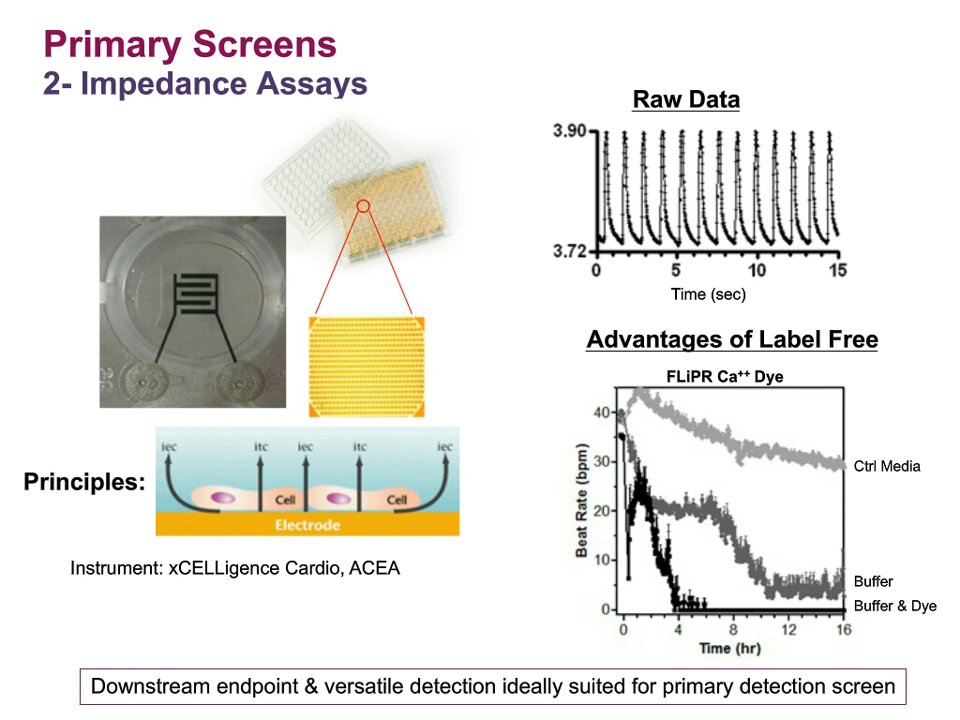 Primary Screens
2- Impedance Assays
Raw Data
3.90
3.72
0 5 10 15
Time (sec)
Advantages of Label Free
FLiPR Ca⁺⁺ Dye
Beat Rate (bpm)
40
30
20
10
0
0 4 8 12 16
Time (hr)
Ctrl Media
Buffer
Buffer & Dye
Principles:
iec itc iec itc iec
Cell Cell
Electrode
Instrument: xCELLigence Cardio, ACEA
Downstream endpoint & versatile detection ideally suited for primary detection screen